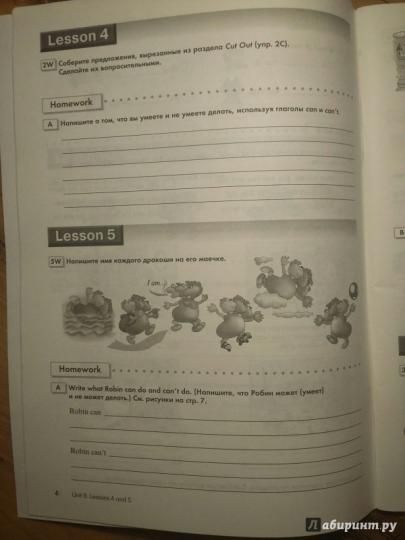 Lesson 4
2W Соберите предложения, вырезанные из раздела Cut Out (упр. 2C).
Сделайте их вопросительными.
Homework
A Напишите о том, что вы умеете и не умеете делать, используя глаголы can и can't.
Lesson 5
5W Напишите имя каждого дракоши на его маечке.
I am...
Homework
A Write what Robin can do and can't do. (Напишите, что Робин может (умеет)
и не может делать.) См. рисунки на стр. 7.
Robin can
Robin can't
4 Unit 9. Lessons 4 and 5
Лабиринт.ру